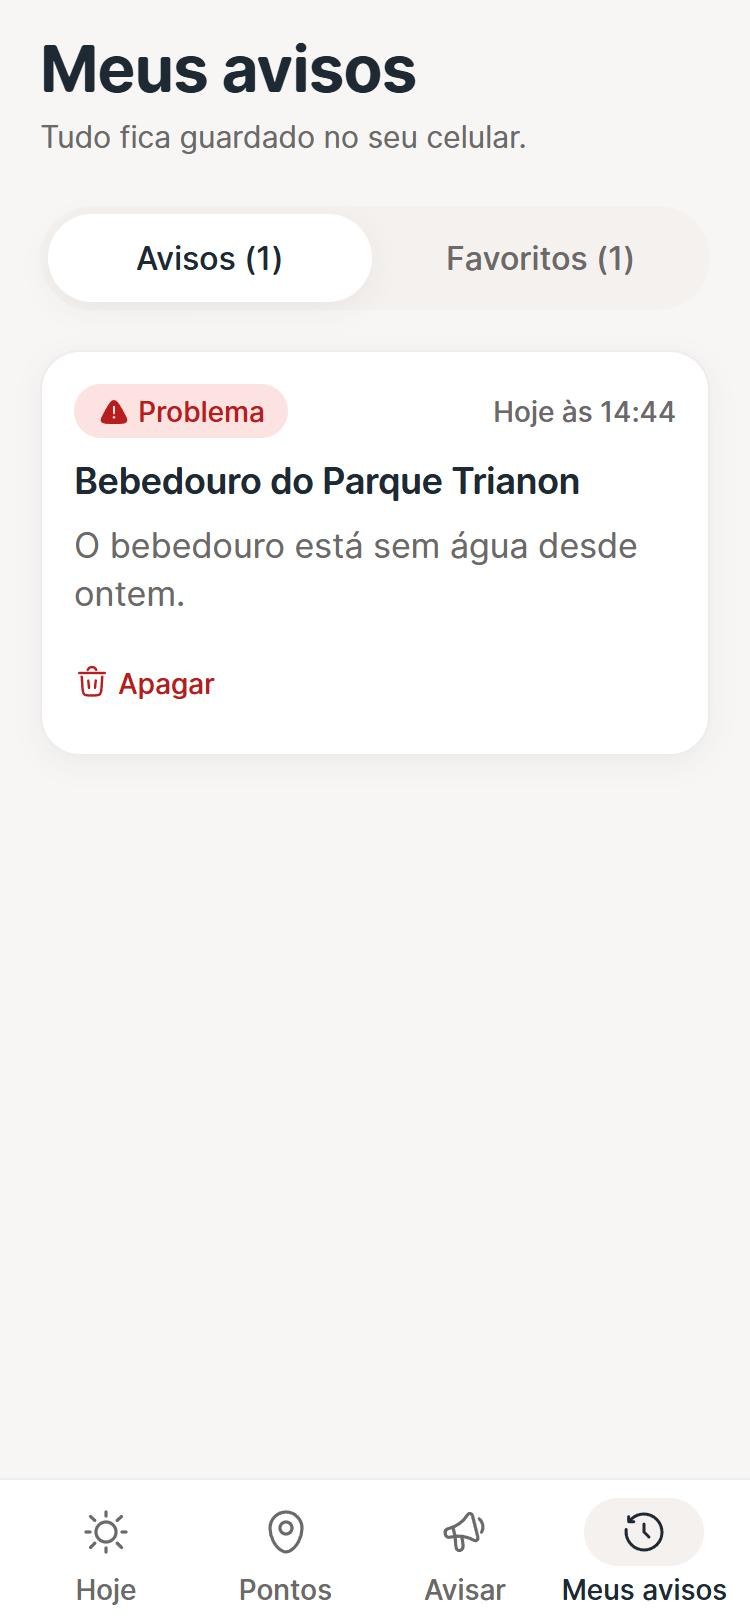 Meus avisos
Tudo fica guardado no seu celular.
Avisos (1)
Favoritos (1)
Problema
Hoje às 14:44
Bebedouro do Parque Trianon
O bebedouro está sem água desde
ontem.
Apagar
Hoje
Pontos
Avisar
Meus avisos